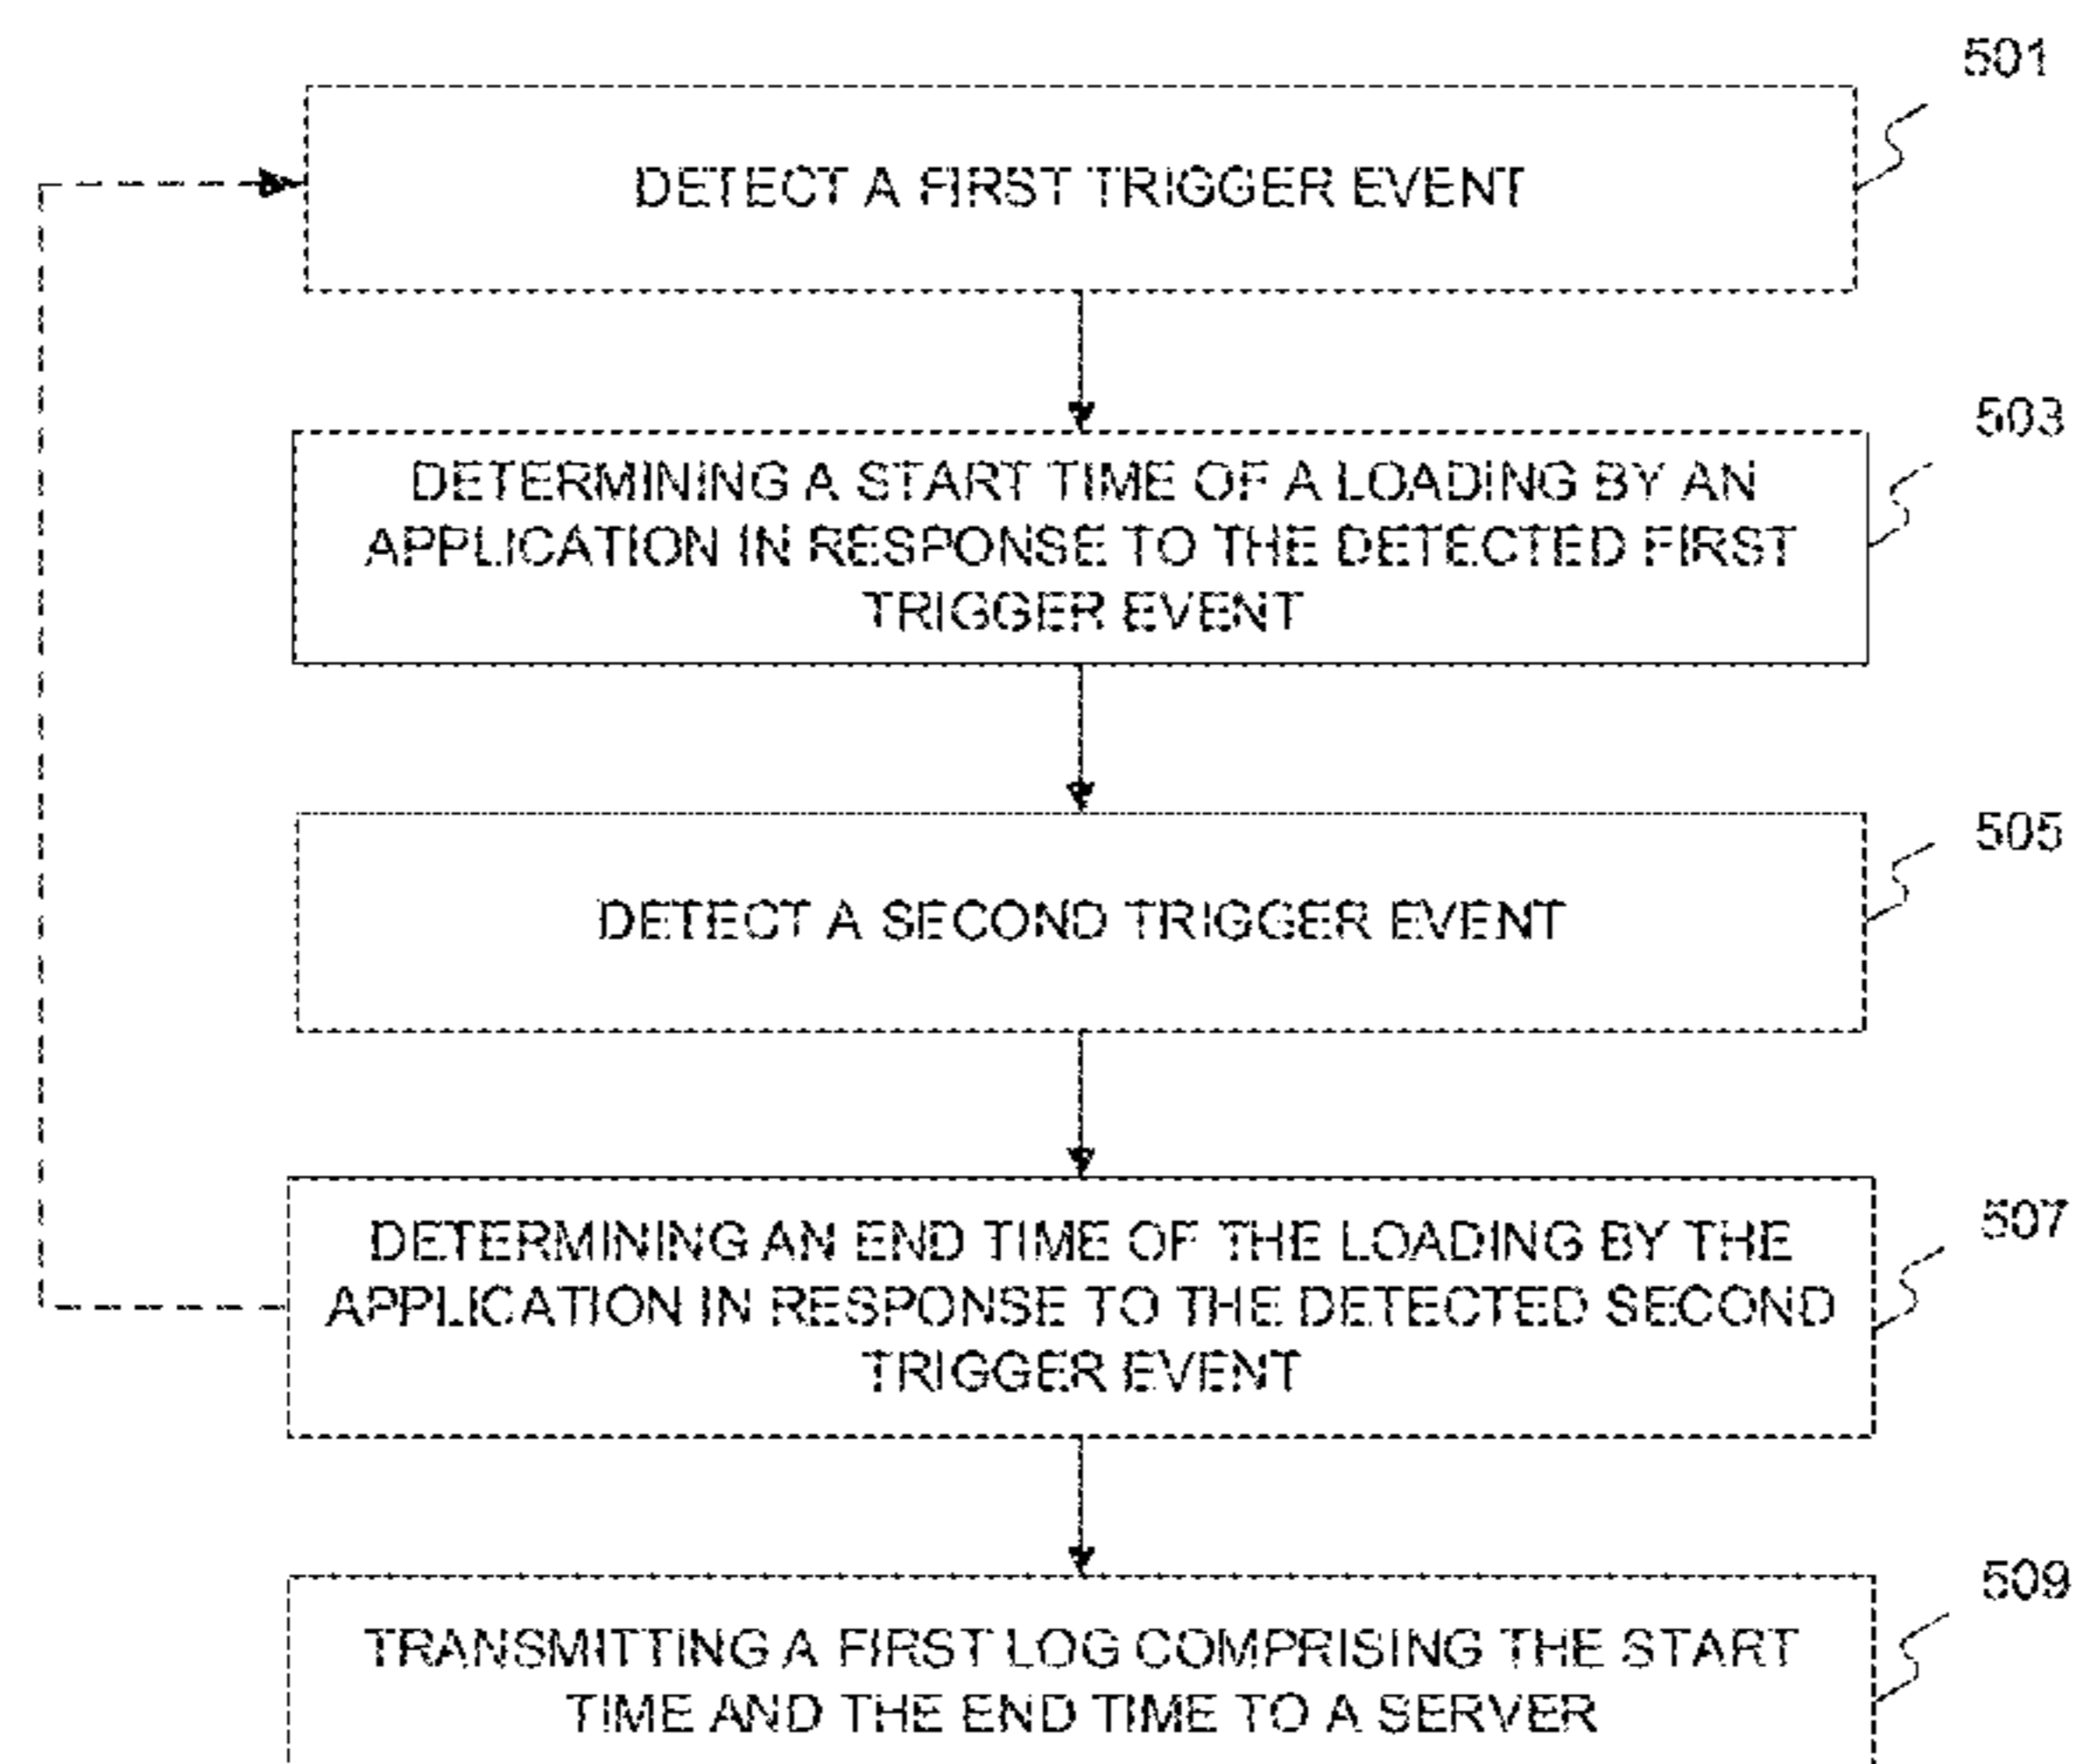 501
DETECT A FIRST TRIGGER EVENT
503
DETERMINING A START TIME OF A LOADING BY AN
APPLICATION IN RESPONSE TO THE DETECTED FIRST
TRIGGER EVENT
505
DETECT A SECOND TRIGGER EVENT
507
DETERMINING AN END TIME OF THE LOADING BY THE
APPLICATION IN RESPONSE TO THE DETECTED SECOND
TRIGGER EVENT
509
TRANSMITTING A FIRST LOG COMPRISING THE START
TIME AND THE END TIME TO A SERVER